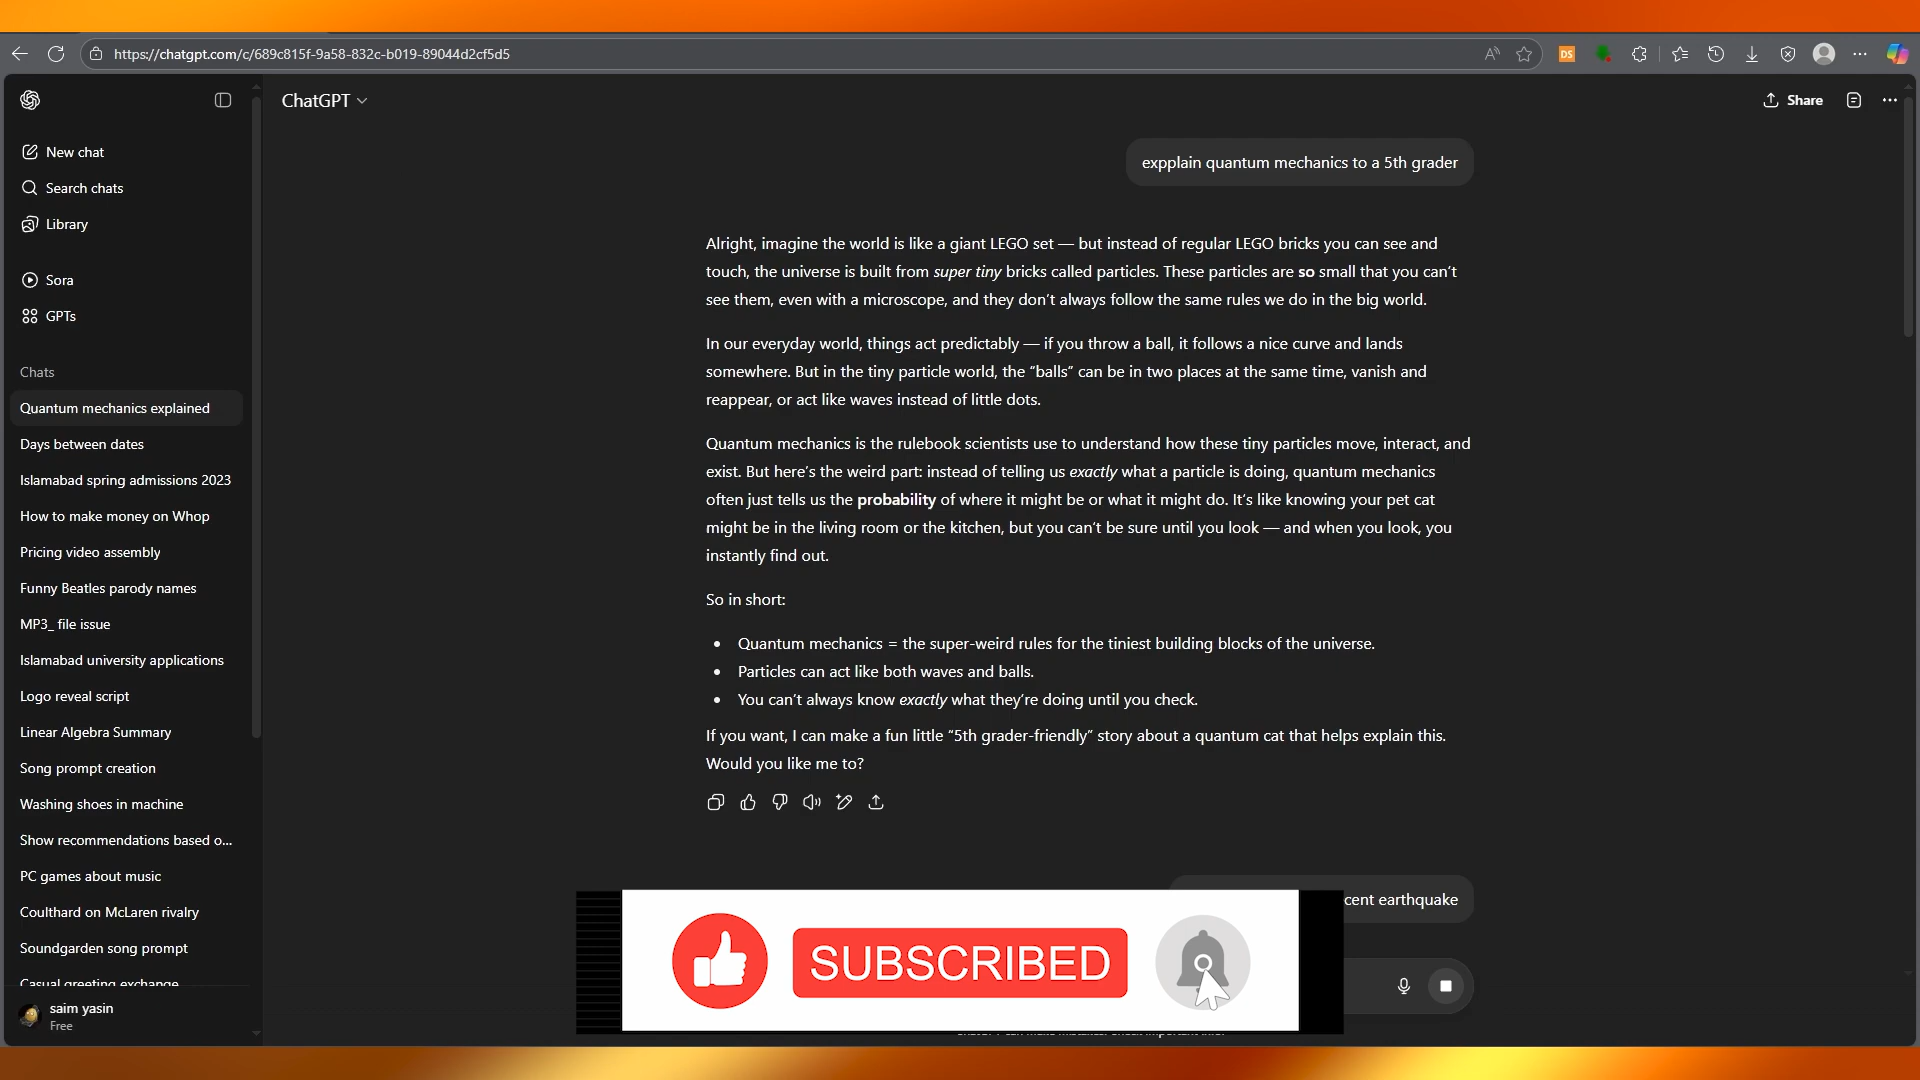 https://chatgpt.com/c/689c815f-9a58-832c-b019-89044d2cf5d5
DS
ChatGPT
Share
New chat
Search chats
Library
Sora
GPTs
Chats
Quantum mechanics explained
Days between dates
Islamabad spring admissions 2023
How to make money on Whop
Pricing video assembly
Funny Beatles parody names
MP3_ file issue
Islamabad university applications
Logo reveal script
Linear Algebra Summary
Song prompt creation
Washing shoes in machine
Show recommendations based o...
PC games about music
Coulthard on McLaren rivalry
Soundgarden song prompt
Casual greeting exchange
saim yasin
Free
expplain quantum mechanics to a 5th grader
Alright, imagine the world is like a giant LEGO set — but instead of regular LEGO bricks you can see and
touch, the universe is built from super tiny bricks called particles. These particles are so small that you can't
see them, even with a microscope, and they don't always follow the same rules we do in the big world.
In our everyday world, things act predictably — if you throw a ball, it follows a nice curve and lands
somewhere. But in the tiny particle world, the “balls” can be in two places at the same time, vanish and
reappear, or act like waves instead of little dots.
Quantum mechanics is the rulebook scientists use to understand how these tiny particles move, interact, and
exist. But here's the weird part: instead of telling us exactly what a particle is doing, quantum mechanics
often just tells us the probability of where it might be or what it might do. It's like knowing your pet cat
might be in the living room or the kitchen, but you can't be sure until you look — and when you look, you
instantly find out.
So in short:
• Quantum mechanics = the super-weird rules for the tiniest building blocks of the universe.
• Particles can act like both waves and balls.
• You can't always know exactly what they're doing until you check.
If you want, I can make a fun little “5th grader-friendly” story about a quantum cat that helps explain this.
Would you like me to?
cent earthquake
SUBSCRIBED